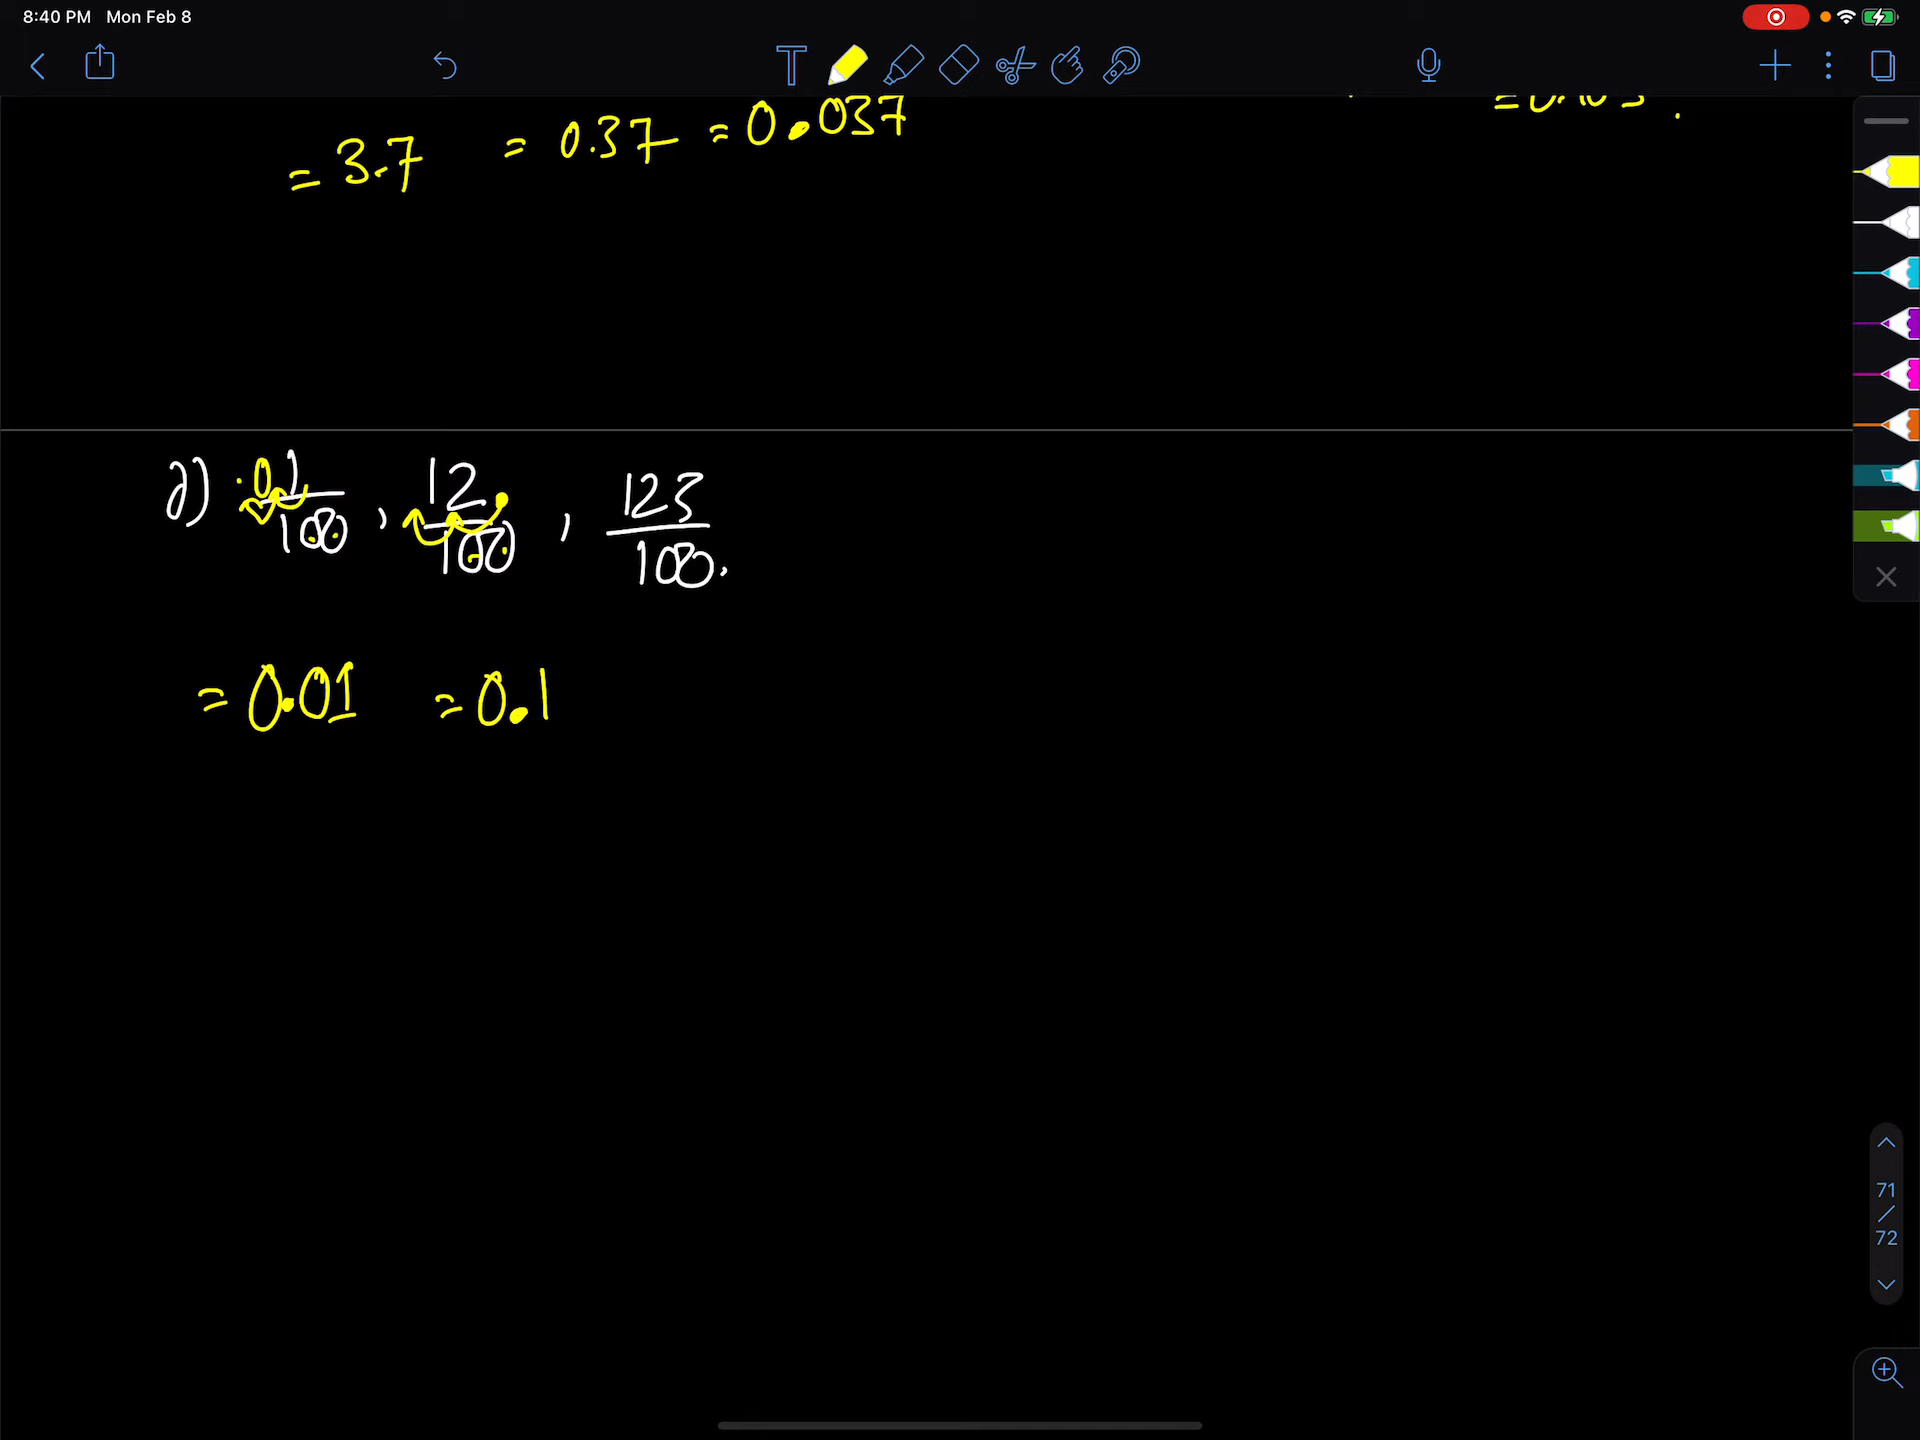 8:40 PM Mon Feb 8
= 3.7 = 0.37 = 0.037
2) .01/100, 12/100, 123/100.
= 0.01 = 0.1
71
/
72